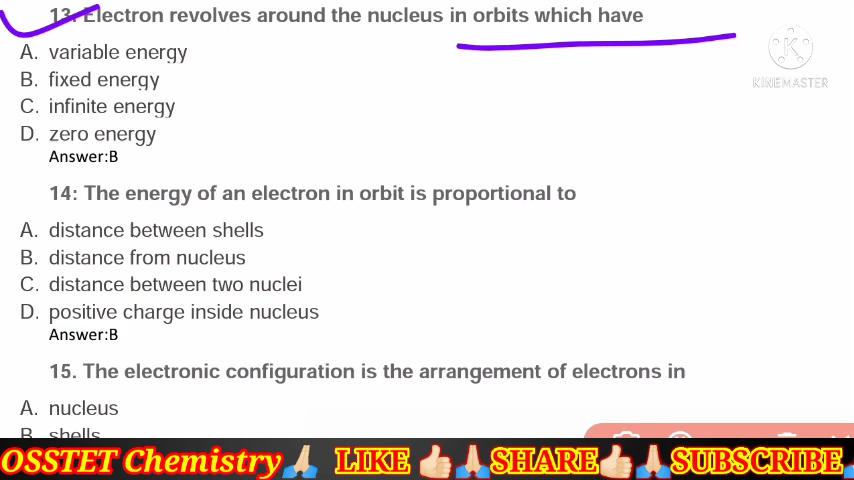 13. Electron revolves around the nucleus in orbits which have
A. variable energy
B. fixed energy
C. infinite energy
D. zero energy
Answer:B
14: The energy of an electron in orbit is proportional to
A. distance between shells
B. distance from nucleus
C. distance between two nuclei
D. positive charge inside nucleus
Answer:B
15. The electronic configuration is the arrangement of electrons in
A. nucleus
B. shells
K
KINEMASTER
OSSTET Chemistry🙏🏻 LIKE 👍🏻🙏🏻SHARE👍🏻🙏🏻SUBSCRIBE